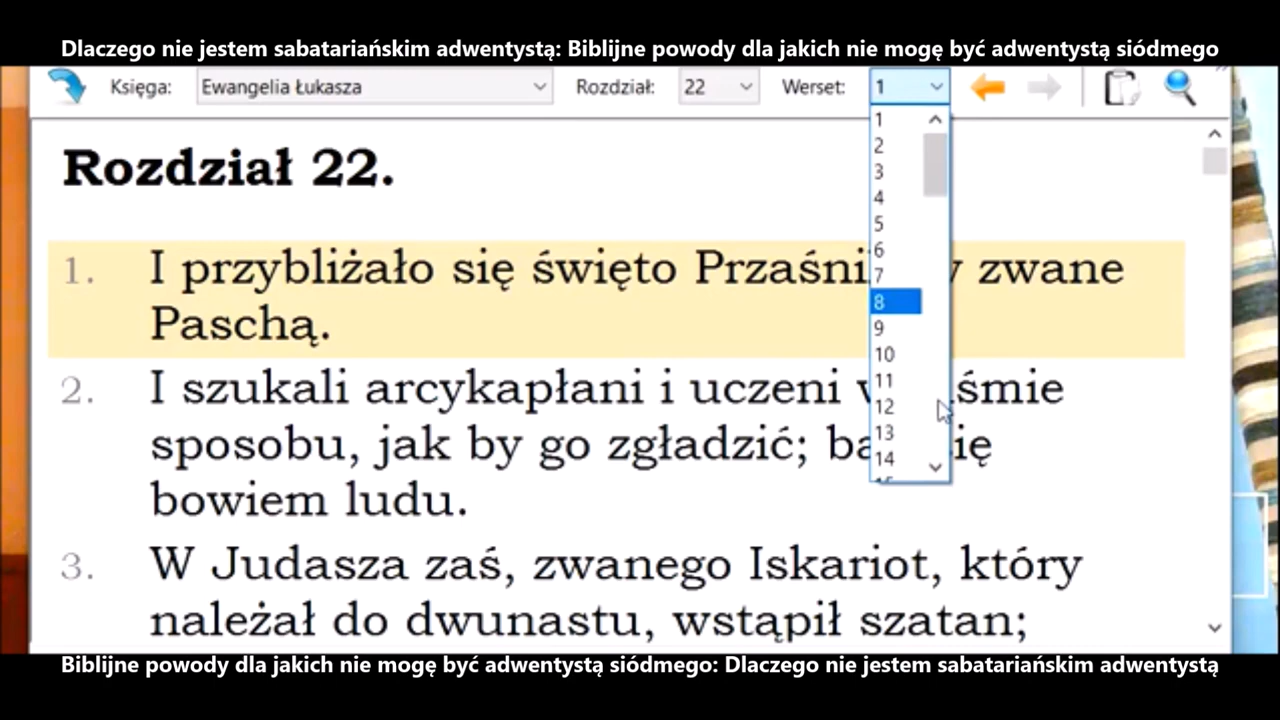 Dlaczego nie jestem sabatariańskim adwentystą: Biblijne powody dla jakich nie mogę być adwentystą siódmego
Księga: Ewangelia Łukasza Rozdział: 22 Werset: 1
1
2
3
4
5
6
7
8
9
10
11
12
13
14
Rozdział 22.
1. I przybliżało się święto zwane
Paschą.
2. I szukali arcykapłani i uczeni
sposobu, jak by go zgładzić;
bowiem ludu.
3. W Judasza zaś, zwanego Iskariot, który
należał do dwunastu, wstąpił szatan;
Biblijne powody dla jakich nie mogę być adwentystą siódmego: Dlaczego nie jestem sabatariańskim adwentystą